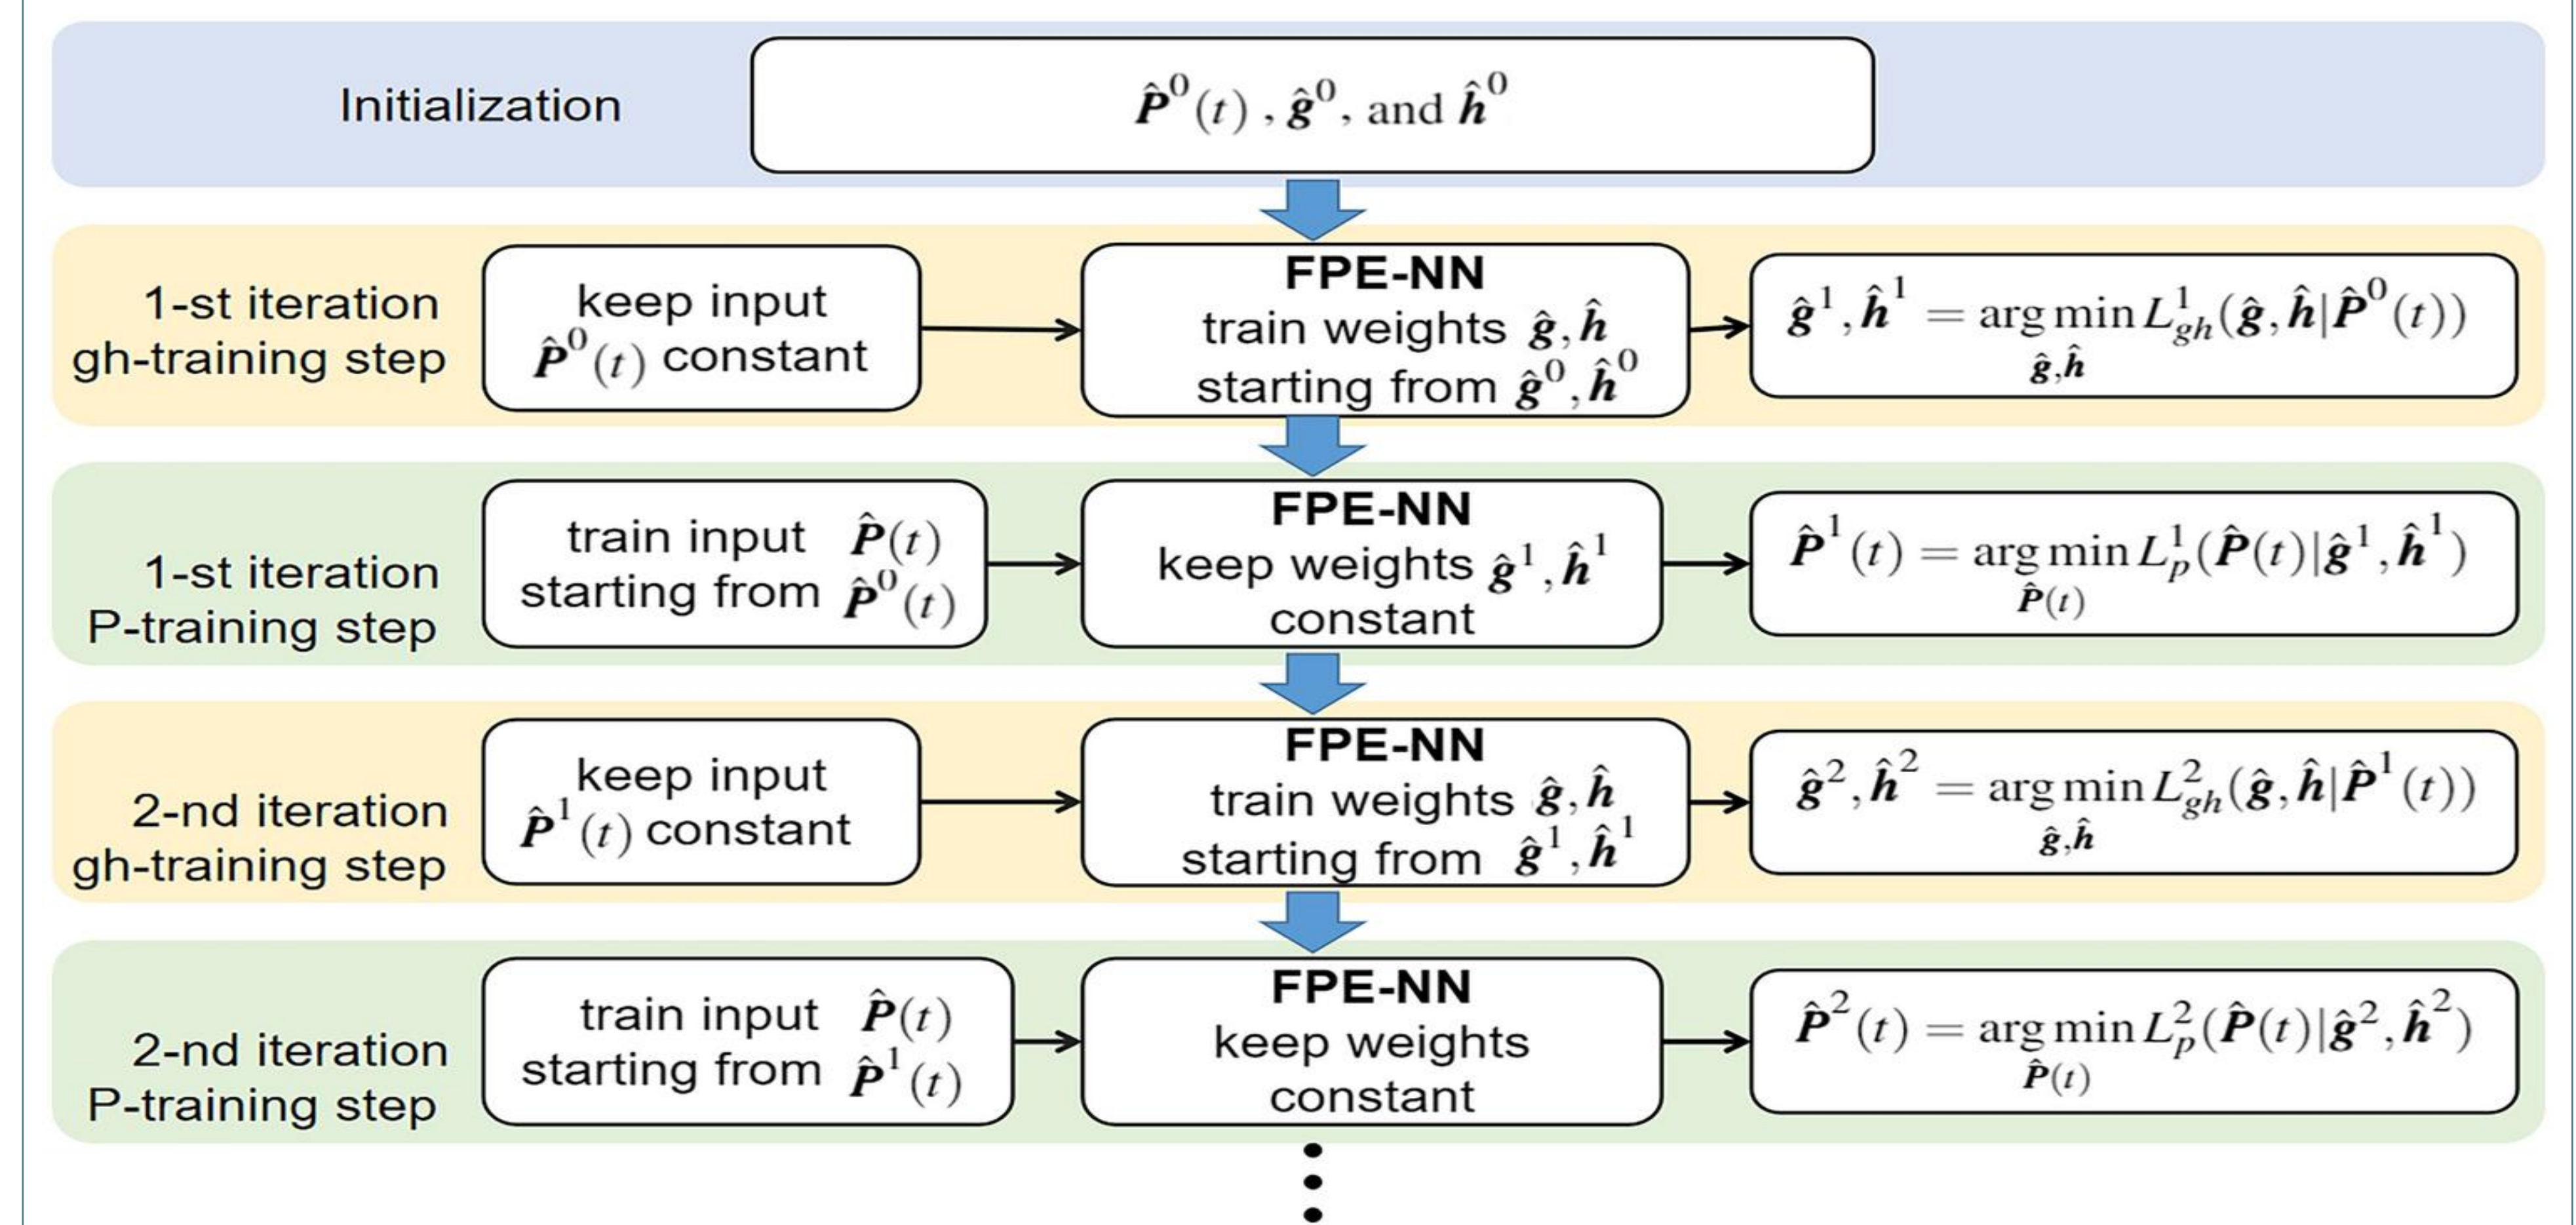 Initialization
P̂⁰(t) , ĝ⁰, and ĥ⁰
1-st iteration
gh-training step
keep input
P̂⁰(t) constant
FPE-NN
train weights ĝ,ĥ
starting from ĝ⁰,ĥ⁰
ĝ¹,ĥ¹ = arg min L¹gh(ĝ,ĥ|P̂⁰(t))
ĝ,ĥ
1-st iteration
P-training step
train input P̂(t)
starting from P̂⁰(t)
FPE-NN
keep weights ĝ¹,ĥ¹
constant
P̂¹(t) = arg min L¹p(P̂(t)|ĝ¹,ĥ¹)
P̂(t)
2-nd iteration
gh-training step
keep input
P̂¹(t) constant
FPE-NN
train weights ĝ,ĥ
starting from ĝ¹,ĥ¹
ĝ²,ĥ² = arg min L²gh(ĝ,ĥ|P̂¹(t))
ĝ,ĥ
2-nd iteration
P-training step
train input P̂(t)
starting from P̂¹(t)
FPE-NN
keep weights
constant
P̂²(t) = arg min L²p(P̂(t)|ĝ²,ĥ²)
P̂(t)